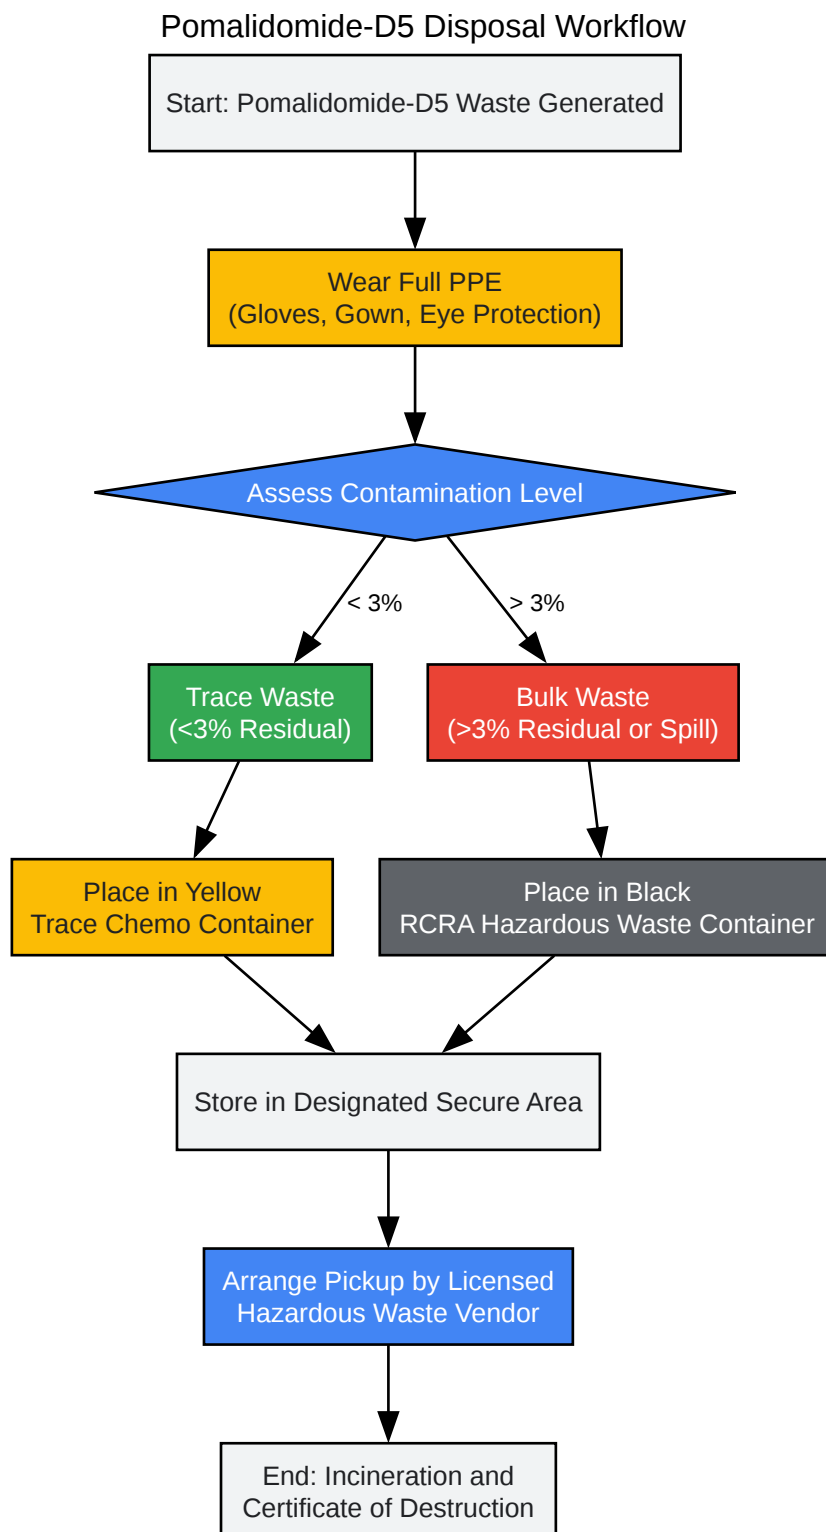 Pomalidomide-D5 Disposal Workflow
Start: Pomalidomide-D5 Waste Generated
Wear Full PPE
(Gloves, Gown, Eye Protection)
Assess Contamination Level
< 3%
> 3%
Trace Waste
(<3% Residual)
Bulk Waste
(>3% Residual or Spill)
Place in Yellow
Trace Chemo Container
Place in Black
RCRA Hazardous Waste Container
Store in Designated Secure Area
Arrange Pickup by Licensed
Hazardous Waste Vendor
End: Incineration and
Certificate of Destruction